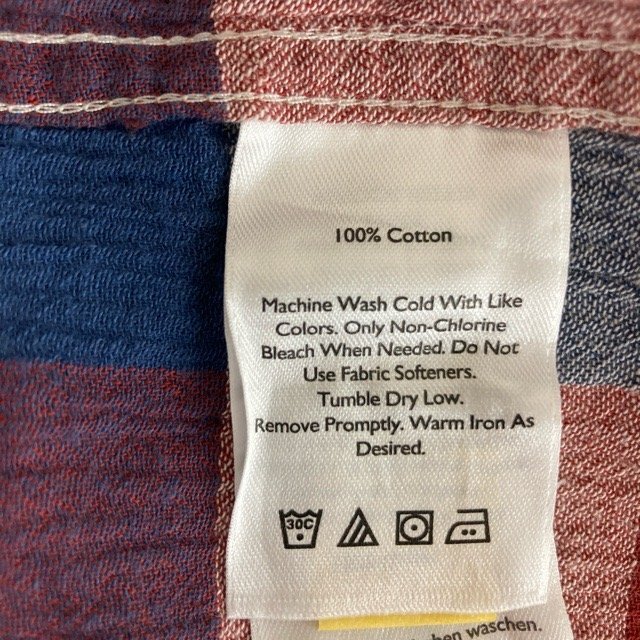 100% Cotton
Machine Wash Cold With Like
Colors. Only Non-Chlorine
Bleach When Needed. Do Not
Use Fabric Softeners.
Tumble Dry Low.
Remove Promptly. Warm Iron As
Desired.
30C
waschen.